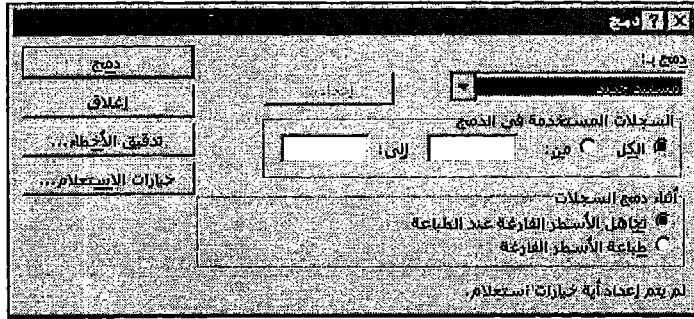 دمج
دمج بـ:
مستند جديد
إعداد...
دمج
إغلاق
تدقيق الأخطاء...
خيارات الاستعلام...
السجلات المستخدمة في الدمج
الكل من: إلى:
أثناء دمج السجلات
تجاهل الأسطر الفارغة عند الطباعة
طباعة الأسطر الفارغة
لم يتم إعداد أية خيارات استعلام.